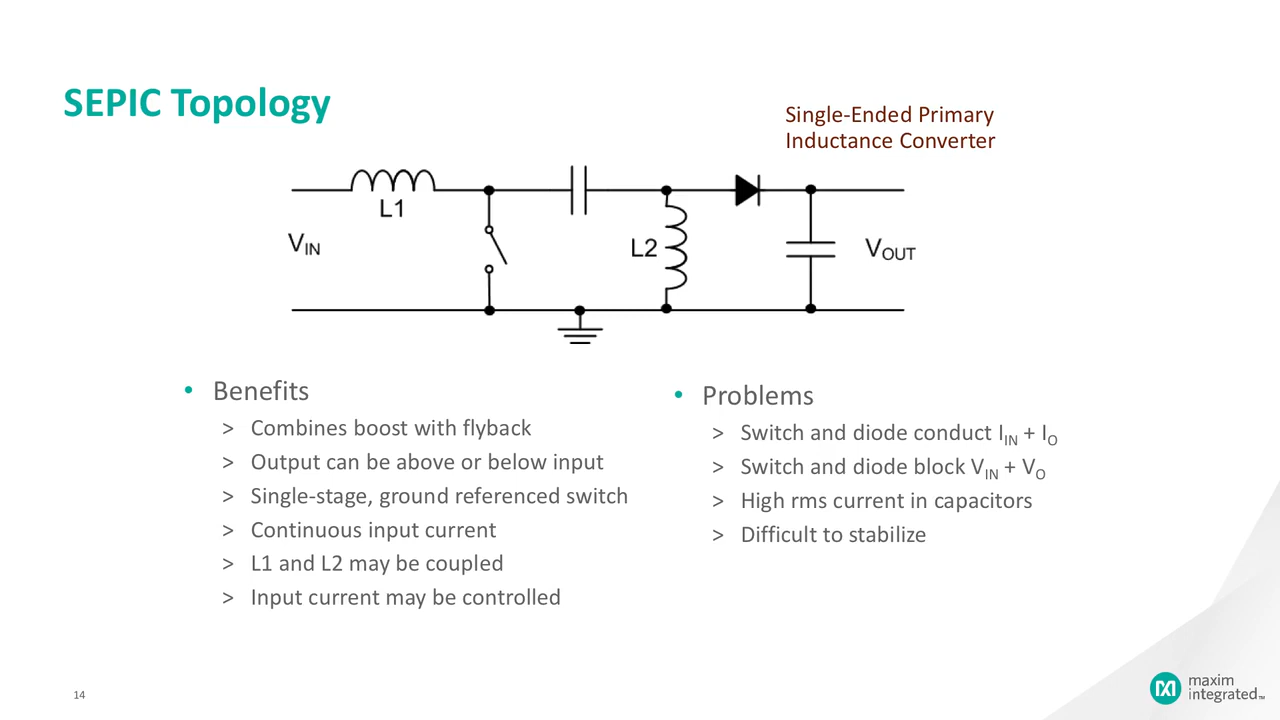 SEPIC Topology
Single-Ended Primary
Inductance Converter
L1
VIN
L2
VOUT
• Benefits
> Combines boost with flyback
> Output can be above or below input
> Single-stage, ground referenced switch
> Continuous input current
> L1 and L2 may be coupled
> Input current may be controlled
• Problems
> Switch and diode conduct IIN + IO
> Switch and diode block VIN + VO
> High rms current in capacitors
> Difficult to stabilize
14
maxim
integrated™